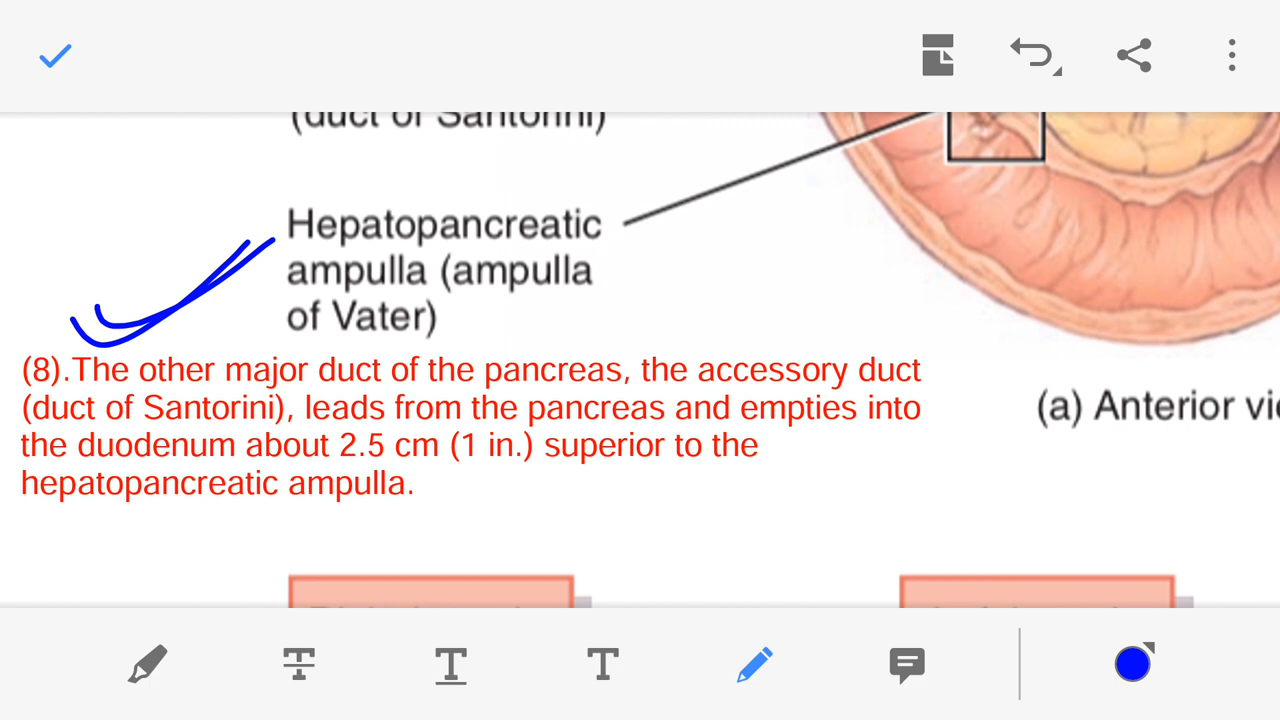 (duct of Santorini)
Hepatopancreatic
ampulla (ampulla
of Vater)
(8).The other major duct of the pancreas, the accessory duct
(duct of Santorini), leads from the pancreas and empties into
the duodenum about 2.5 cm (1 in.) superior to the
hepatopancreatic ampulla.
(a) Anterior vi